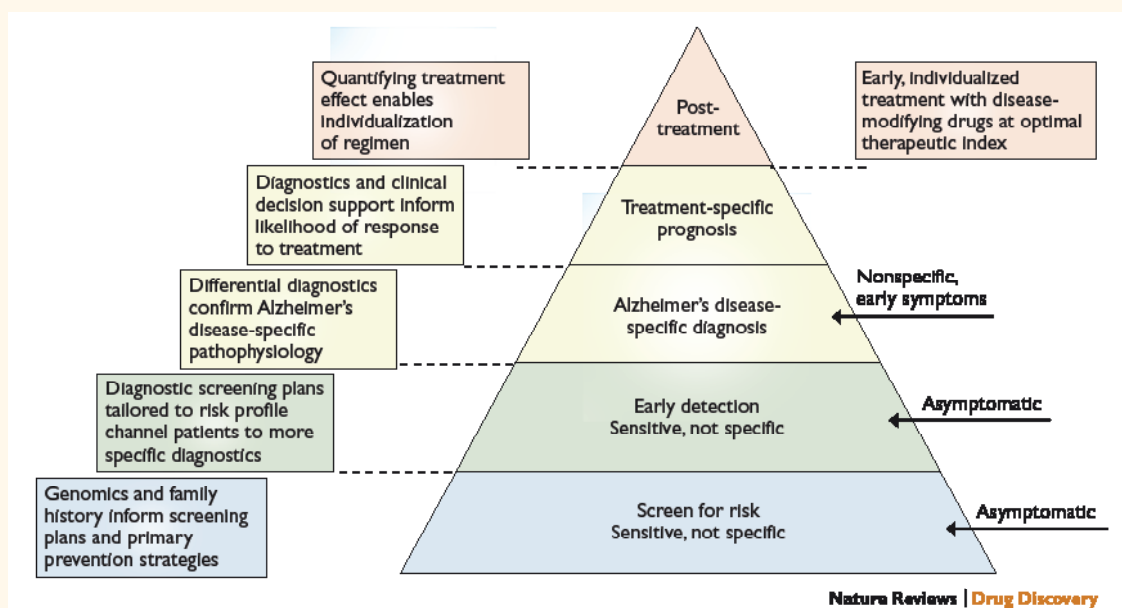 Quantifying treatment
effect enables
individualization
of regimen
Post-
treatment
Early, individualized
treatment with disease-
modifying drugs at optimal
therapeutic index
Diagnostics and clinical
decision support inform
likelihood of response
to treatment
Treatment-specific
prognosis
Differential diagnostics
confirm Alzheimer's
disease-specific
pathophysiology
Alzheimer's disease-
specific diagnosis
Nonspecific,
early symptoms
Diagnostic screening plans
tailored to risk profile
channel patients to more
specific diagnostics
Early detection
Sensitive, not specific
Asymptomatic
Genomics and family
history inform screening
plans and primary
prevention strategies
Screen for risk
Sensitive, not specific
Asymptomatic
Nature Reviews | Drug Discovery